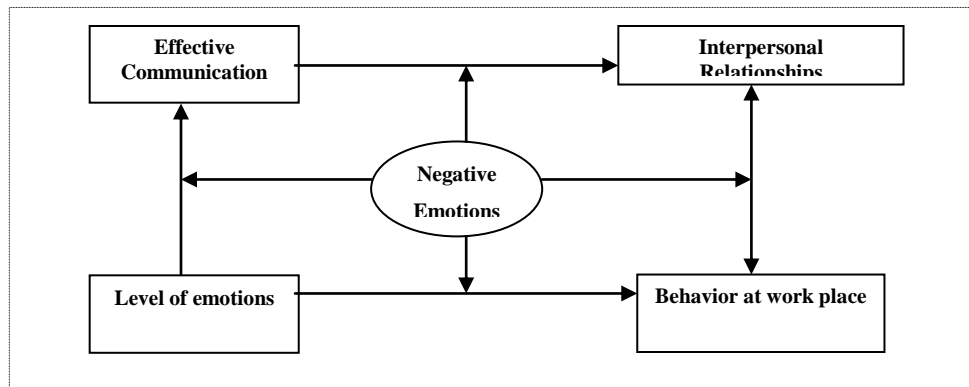 Effective
Communication
Interpersonal
Relationships
Negative
Emotions
Level of emotions
Behavior at work place